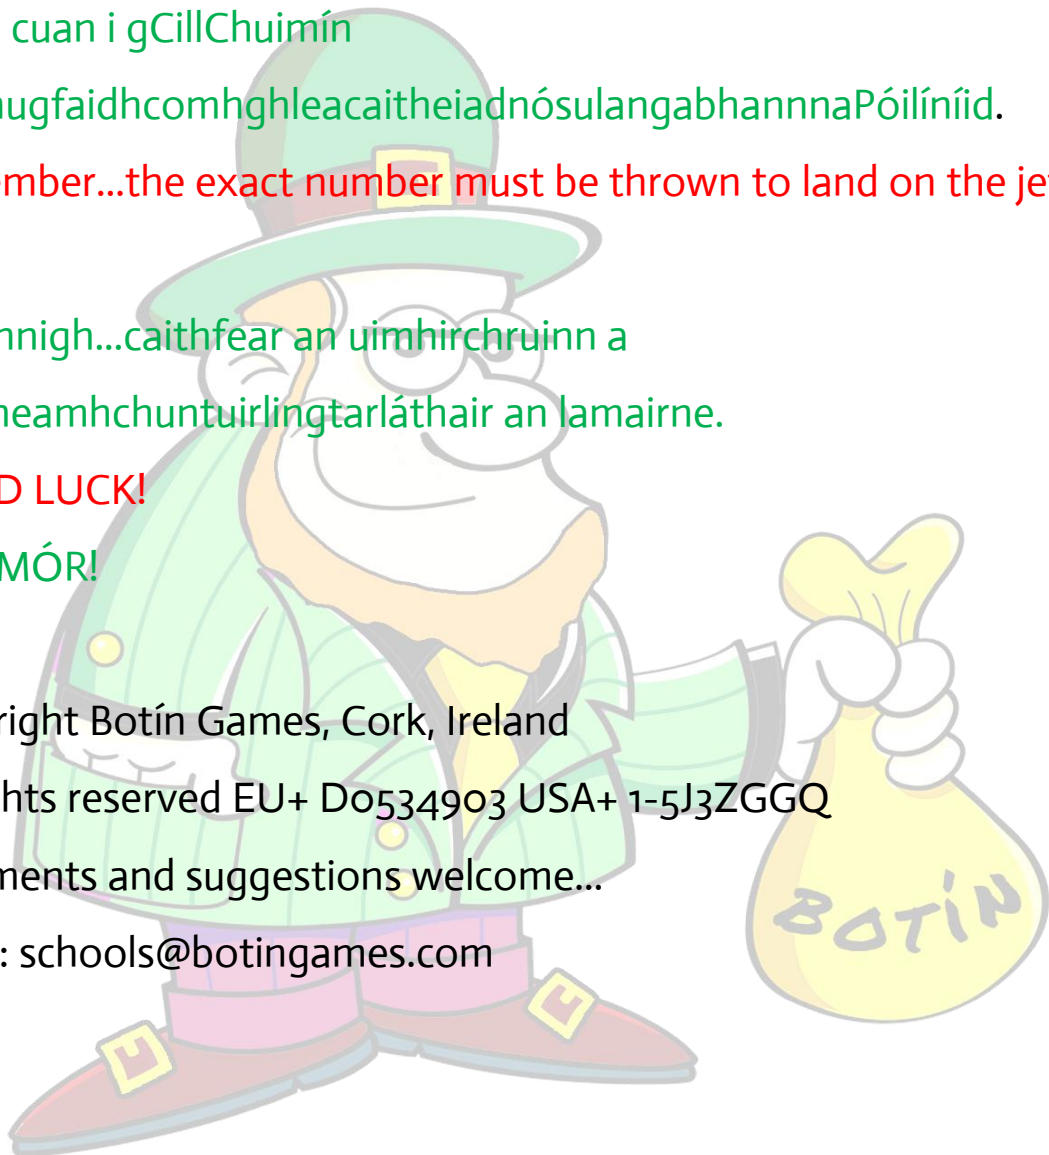 cuan i gCillChuimín
ugfaidhcomhghleacaitheiadnósulangabhannnaPóilíníid.
mber...the exact number must be thrown to land on the je
hnigh...caithfear an uimhirchruinn a
heamhchuntuirlingtarláthair an lamairne.
D LUCK!
MÓR!
right Botín Games, Cork, Ireland
hts reserved EU+ D0534903 USA+ 1-5J3ZGGQ
ments and suggestions welcome...
: schools@botingames.com
BOTÍN